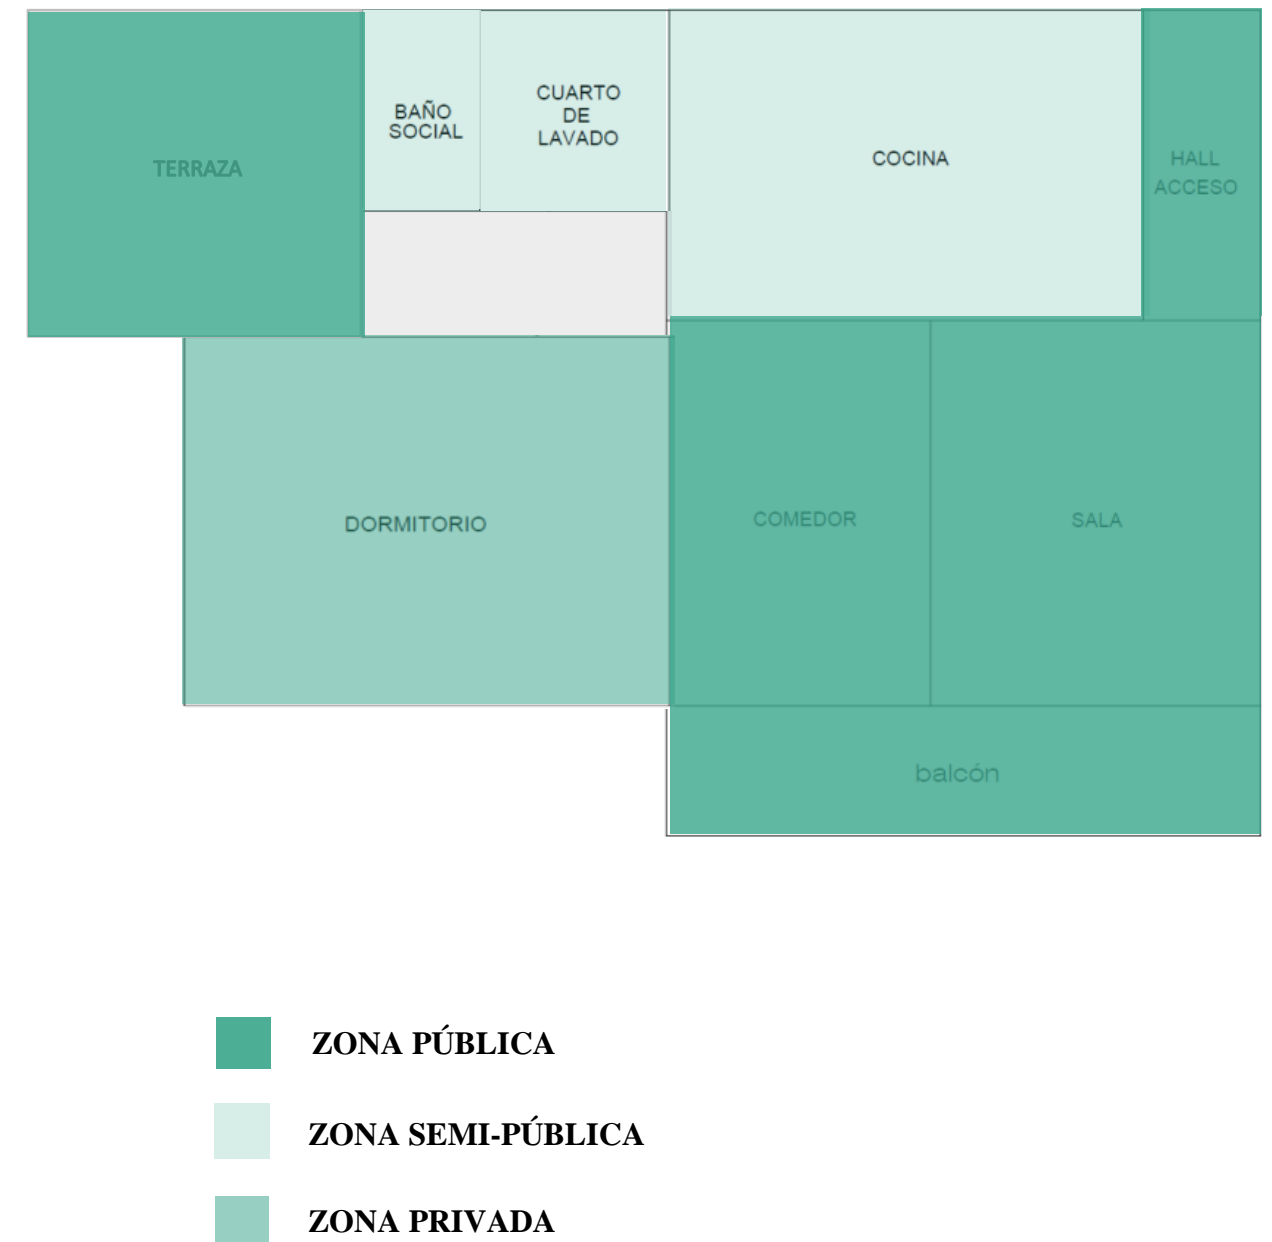 TERRAZA
BAÑO
SOCIAL
CUARTO
DE
LAVADO
COCINA
HALL
ACCESO
DORMITORIO
COMEDOR
SALA
balcón
ZONA PÚBLICA
ZONA SEMI-PÚBLICA
ZONA PRIVADA